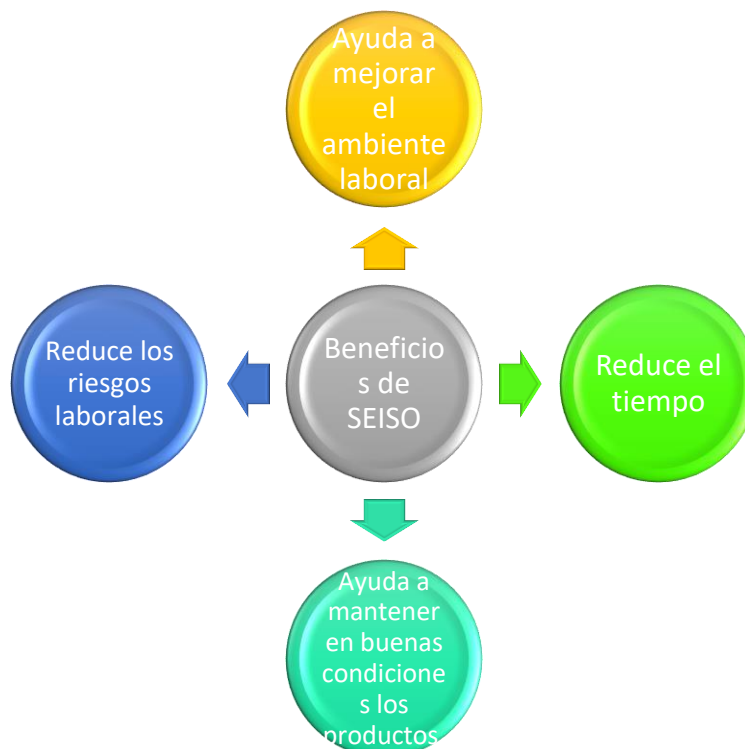 Ayuda a
mejorar
el
ambiente
laboral
Reduce los
riesgos
laborales
Beneficio
s de
SEISO
Reduce el
tiempo
Ayuda a
mantener
en buenas
condicione
s los
productos